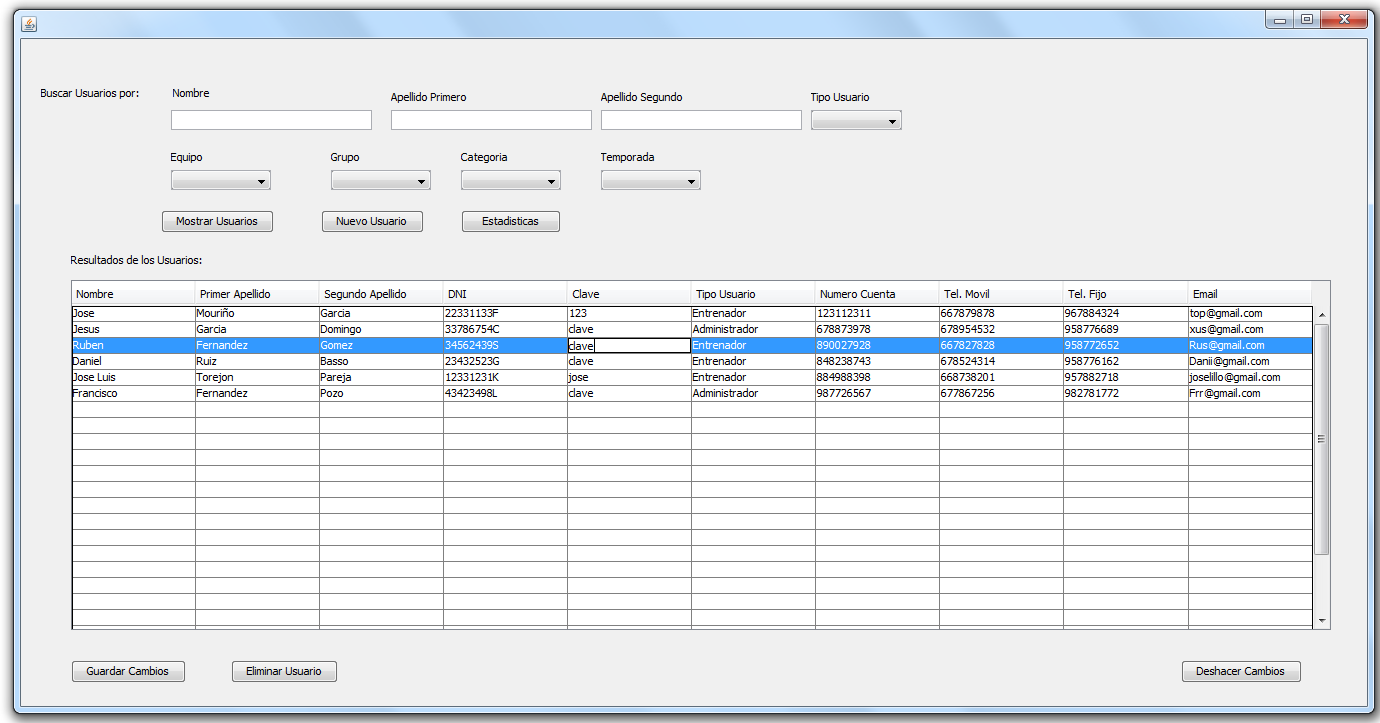 Buscar Usuarios por: Nombre Apellido Primero Apellido Segundo Tipo Usuario
Equipo Grupo Categoria Temporada
Mostrar Usuarios Nuevo Usuario Estadisticas
Resultados de los Usuarios:
Nombre Primer Apellido Segundo Apellido DNI Clave Tipo Usuario Numero Cuenta Tel. Movil Tel. Fijo Email
Jose Mouriño Garcia 22331133F 123 Entrenador 123112311 667879878 967884324 top@gmail.com
Jesus Garcia Domingo 33786754C clave Administrador 678873978 678954532 958776689 xus@gmail.com
Ruben Fernandez Gomez 34562439S clave Entrenador 890027928 667827828 958772652 Rus@gmail.com
Daniel Ruiz Basso 23432523G clave Entrenador 848238743 678524314 958776162 Danii@gmail.com
Jose Luis Torejon Pareja 12331231K jose Entrenador 884988398 668738201 957882718 joselillo@gmail.com
Francisco Fernandez Pozo 43423498L clave Administrador 987726567 677867256 982781772 Frr@gmail.com
Guardar Cambios Eliminar Usuario Deshacer Cambios